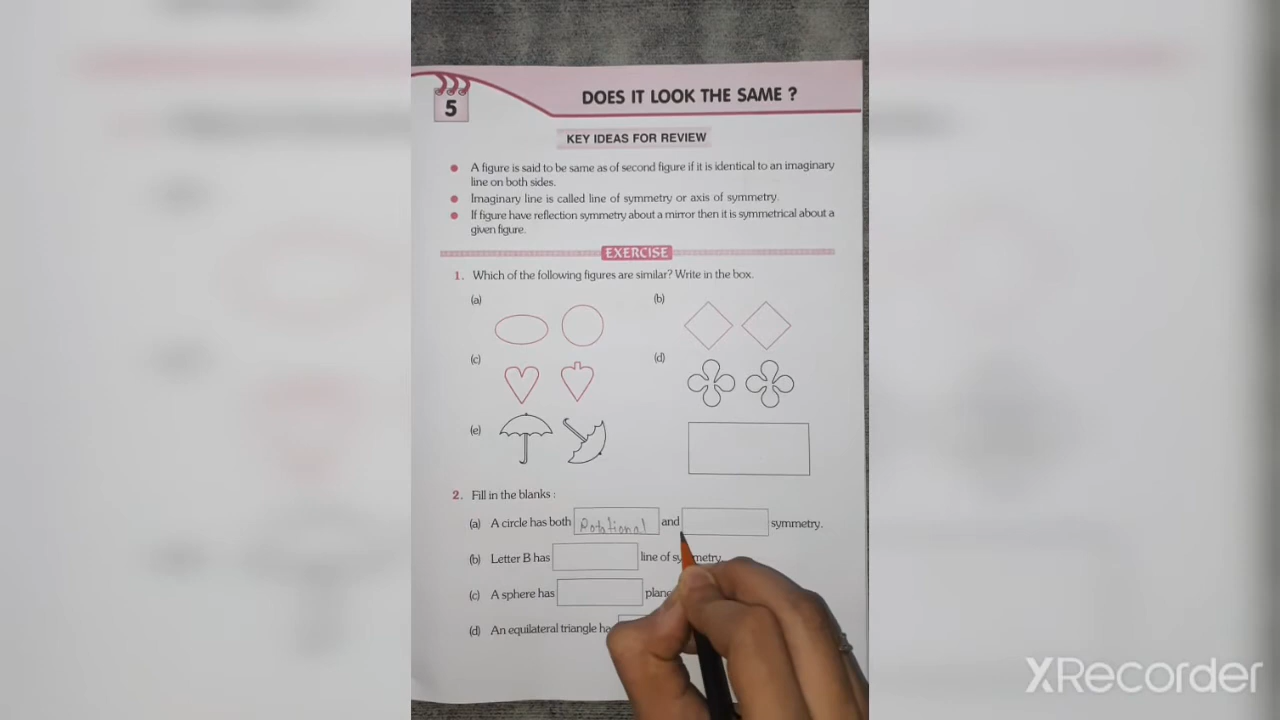 5
DOES IT LOOK THE SAME ?
KEY IDEAS FOR REVIEW
A figure is said to be same as of second figure if it is identical to an imaginary
line on both sides.
Imaginary line is called line of symmetry or axis of symmetry.
If figure have reflection symmetry about a mirror then it is symmetrical about a
given figure.
EXERCISE
1. Which of the following figures are similar? Write in the box.
(a)
(b)
(c)
(d)
(e)
2. Fill in the blanks :
(a) A circle has both Rotational and symmetry.
(b) Letter B has line of symmetry
(c) A sphere has
(d) An equilateral triangle
XRecorder